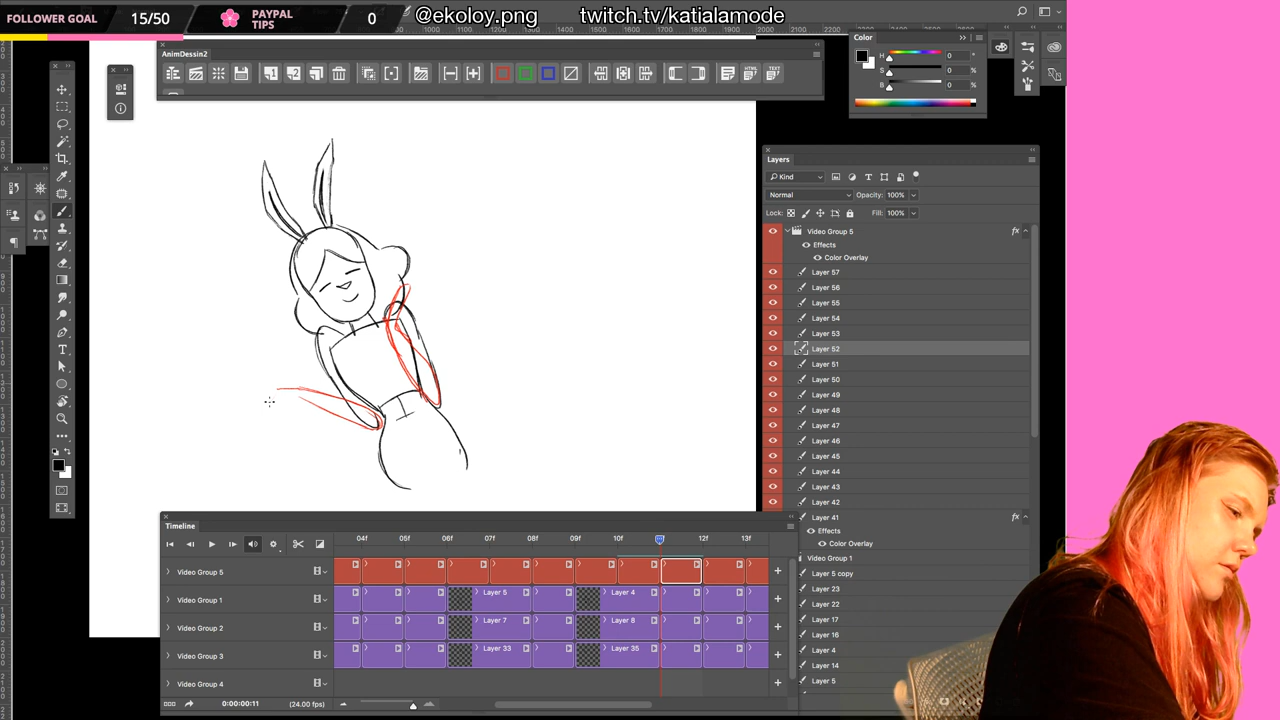 FOLLOWER GOAL 15/50 PAYPAL TIPS 0 @ekoloy.png twitch.tv/katialamode
AnimDessin2
Color
H 0 °
S 0 %
B 0 %
Layers
Kind
Normal Opacity: 100%
Lock: Fill: 100%
Video Group 5 fx
Effects
Color Overlay
Layer 57
Layer 56
Layer 55
Layer 54
Layer 53
Layer 52
Layer 51
Layer 50
Layer 49
Layer 48
Layer 47
Layer 46
Layer 45
Layer 44
Layer 43
Layer 42
Layer 41 fx
Effects
Color Overlay
Video Group 1
Layer 5 copy
Layer 23
Layer 22
Layer 17
Layer 16
Layer 4
Layer 14
Layer 5
Timeline
04f 05f 06f 07f 08f 09f 10f 12f 13f
Video Group 5
Video Group 1 Layer 5 Layer 4
Video Group 2 Layer 7 Layer 8
Video Group 3 Layer 33 Layer 35
Video Group 4
0:00:00:11 (24.00 fps)